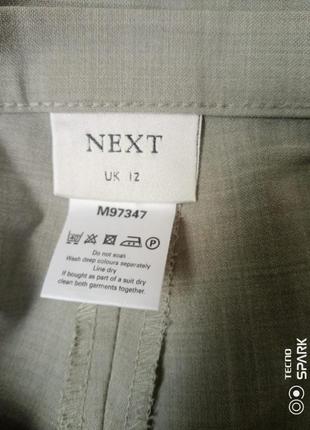 NEXT
UK 12
M97347
P
Do not soak
Wash deep colours separately
Line dry
If bought as part of a suit dry
clean both garments together.
TECNO
SPARK